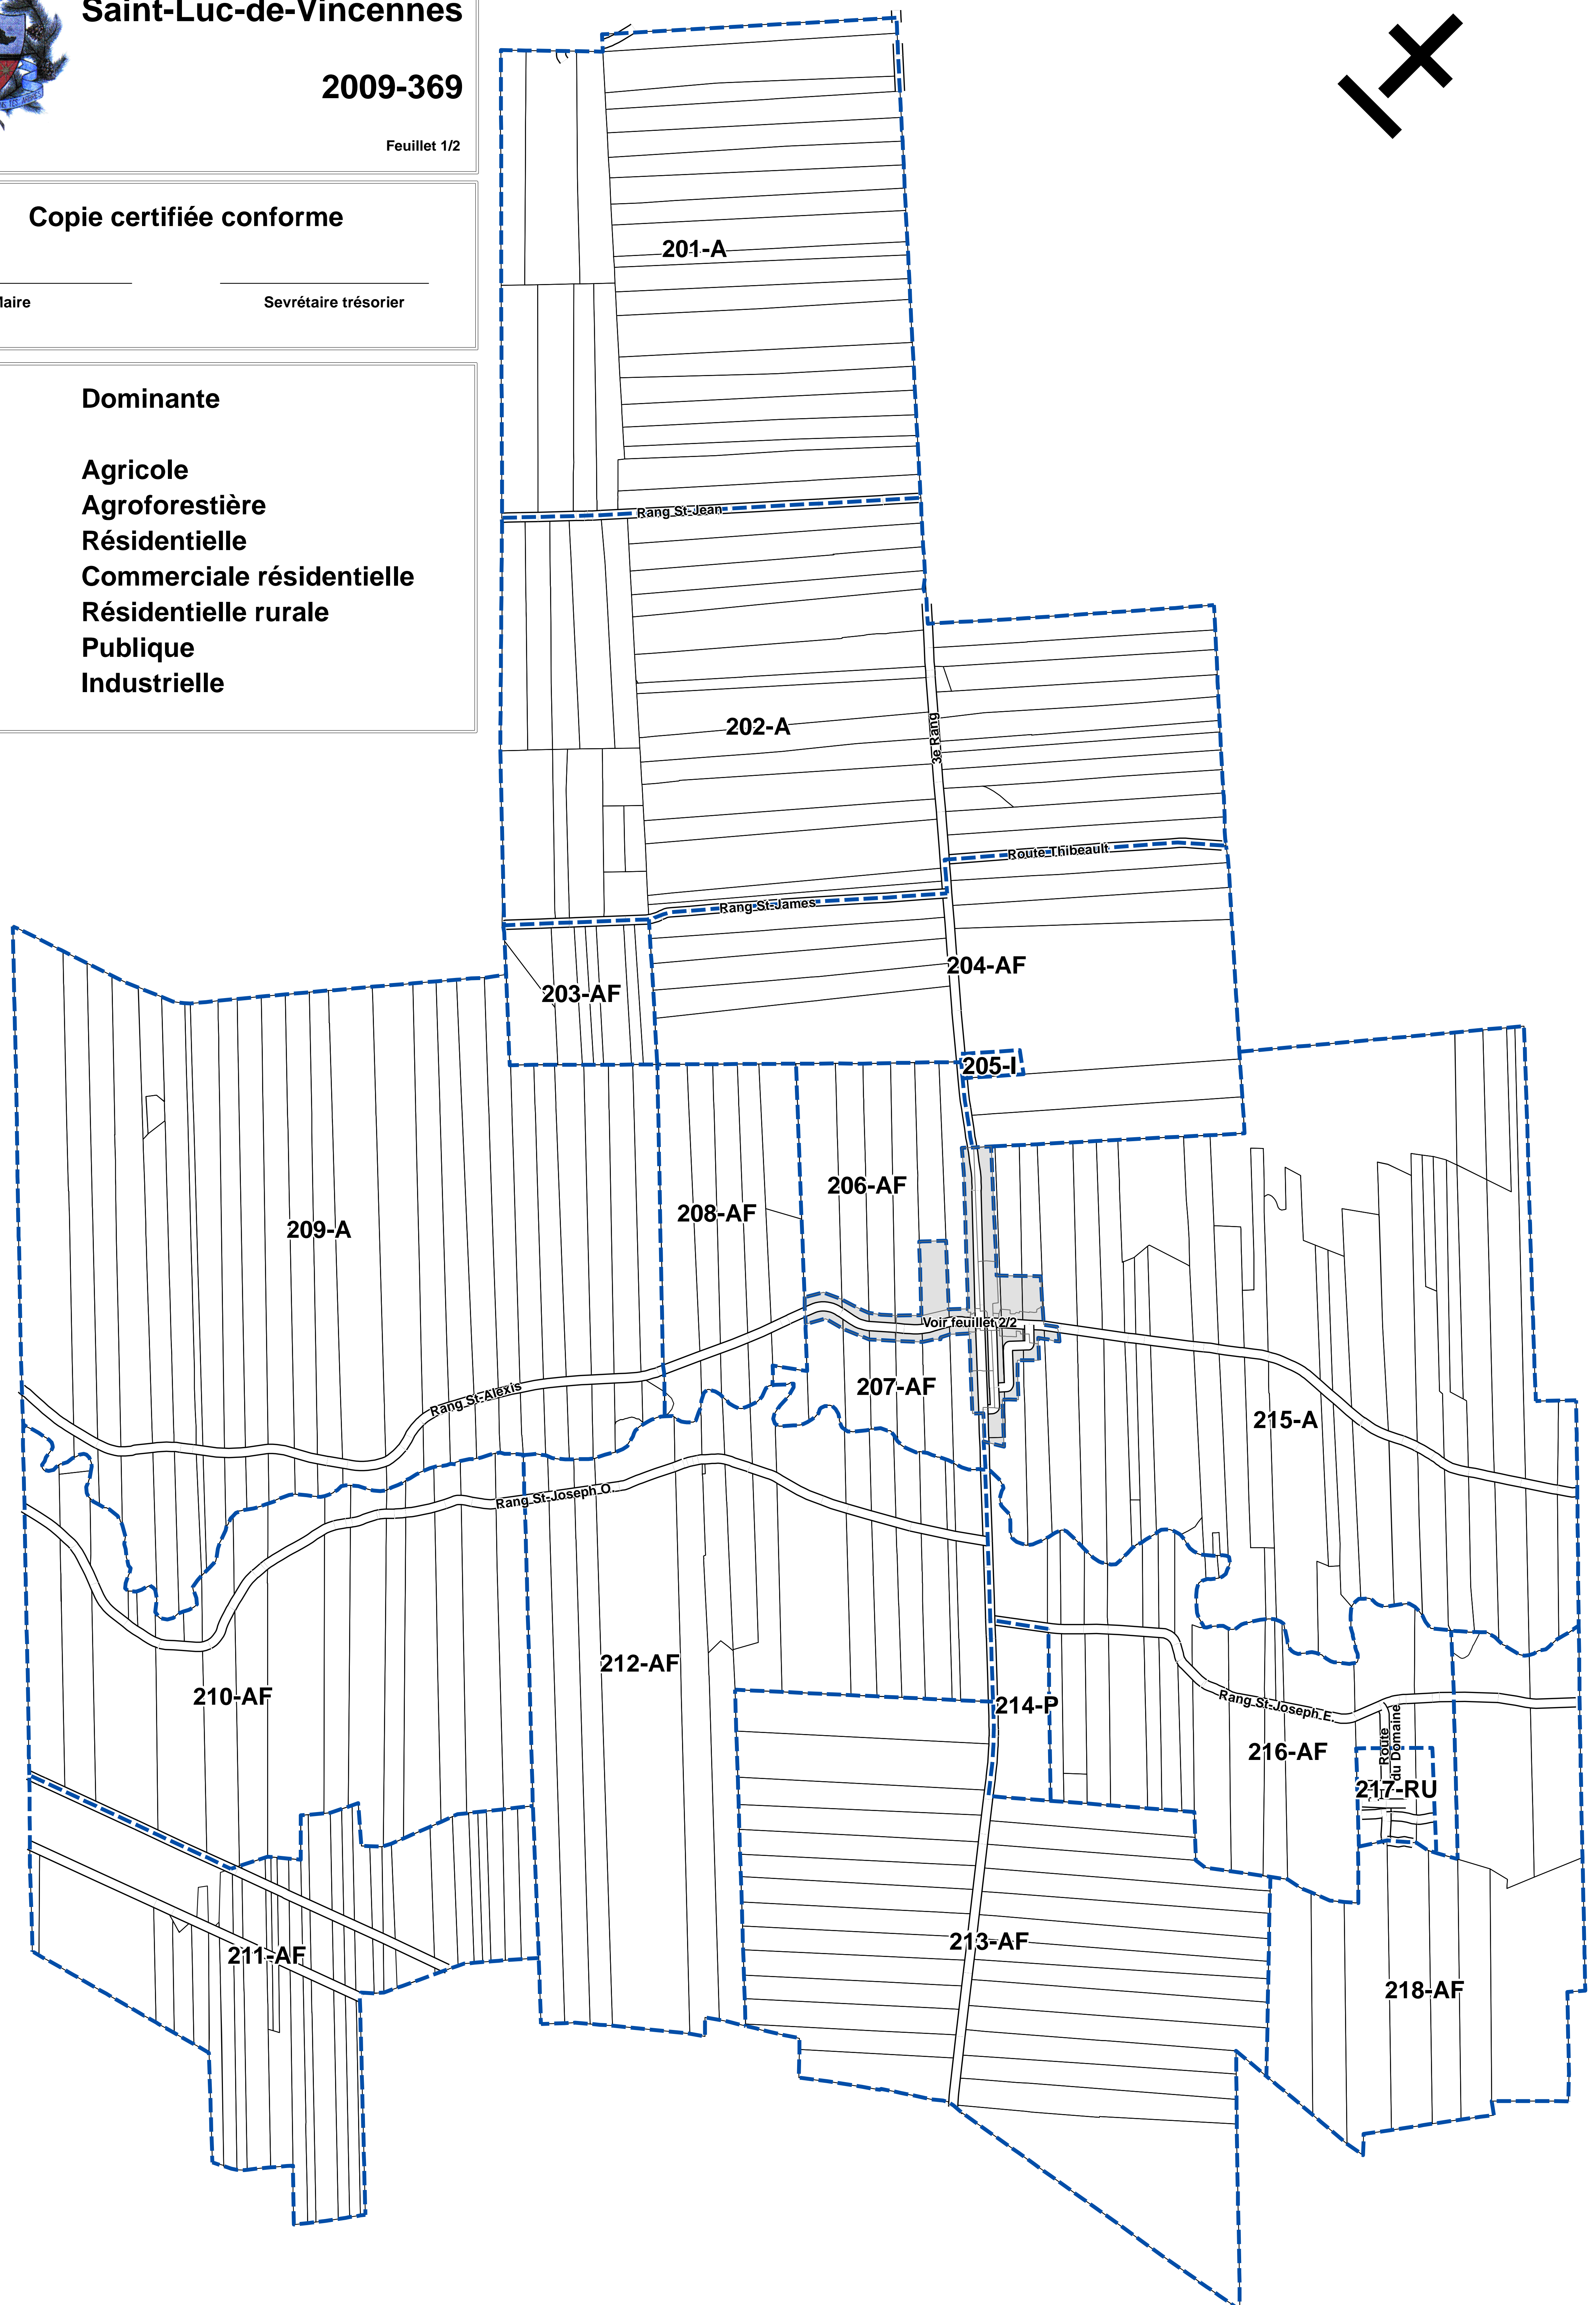 Saint-Luc-de-Vincennes
2009-369
Feuillet 1/2
Copie certifiée conforme
Sevrétaire trésorier
Dominante
Agricole
Agroforestière
Résidentielle
Commerciale résidentielle
Résidentielle rurale
Publique
Industrielle
201-A
Rang St-Jean
202-A
3e Rang
Route Thibeault
Rang St-James
204-AF
203-AF
205-I
206-AF
208-AF
209-A
Voir feuillet 2/2
207-AF
Rang St-Alexis
215-A
Rang St-Joseph O.
212-AF
210-AF
214-P
Rang St-Joseph E.
Route
du Domaine
216-AF
217-RU
213-AF
211-AF
218-AF